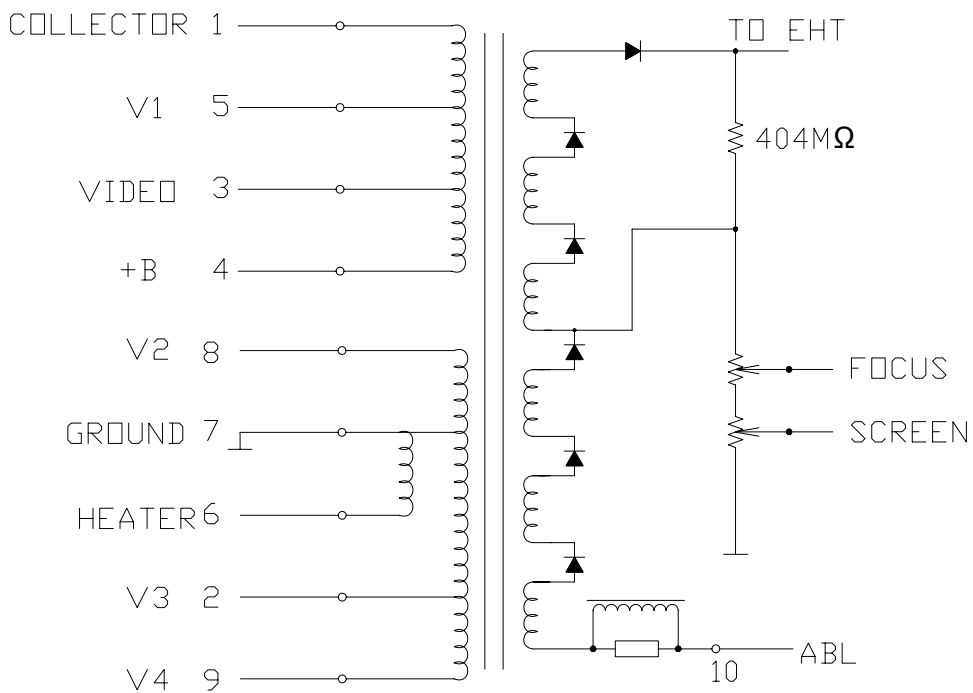 COLLECTOR 1
V1 5
VIDEO 3
+B 4
V2 8
GROUND 7
HEATER 6
V3 2
V4 9
TO EHT
404MΩ
FOCUS
SCREEN
ABL
10